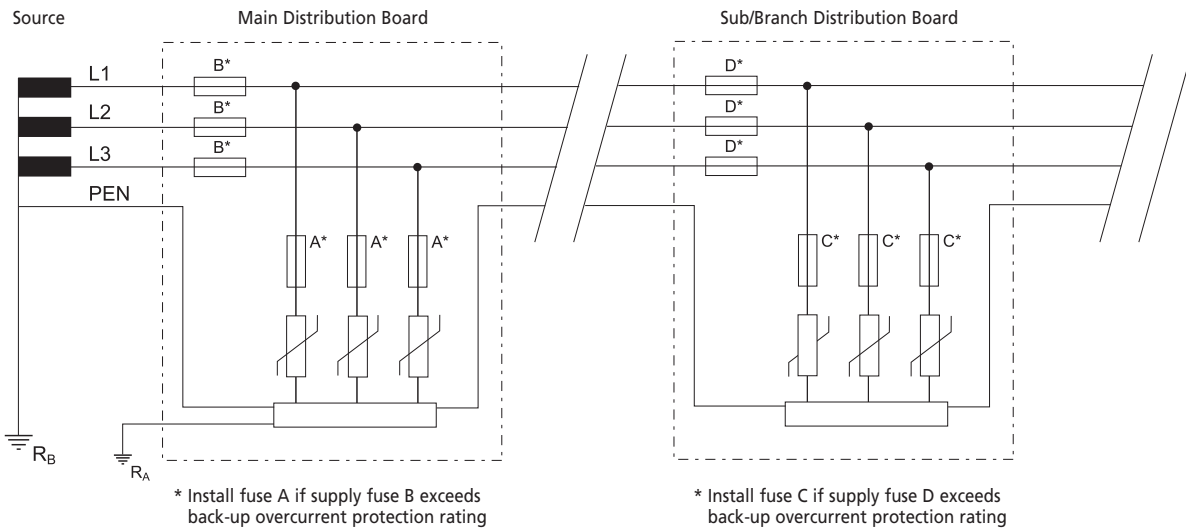 Source
Main Distribution Board
Sub/Branch Distribution Board
L1
B*
D*
L2
B*
D*
L3
B*
D*
PEN
A*
A*
A*
C*
C*
C*
RB
RA
* Install fuse A if supply fuse B exceeds
back-up overcurrent protection rating
* Install fuse C if supply fuse D exceeds
back-up overcurrent protection rating